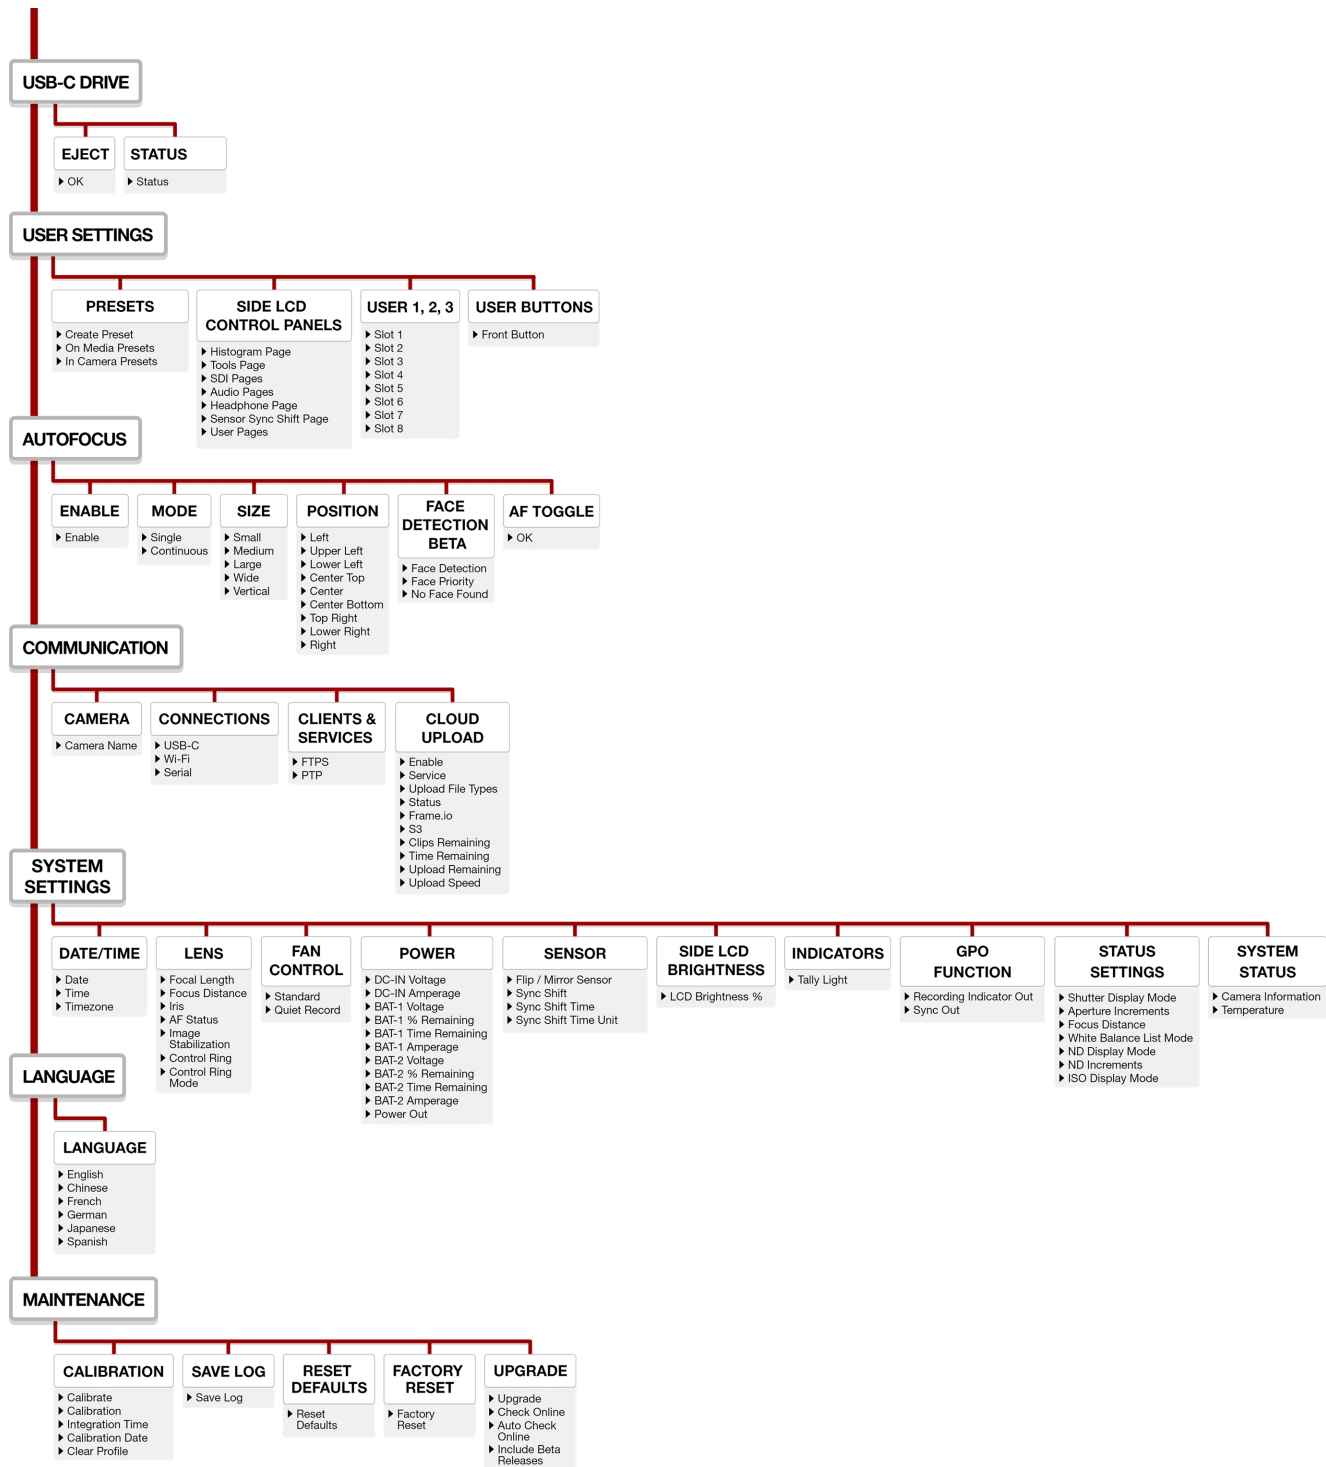 USB-C DRIVE
EJECT
OK
STATUS
Status
USER SETTINGS
PRESETS
Create Preset
On Media Presets
In Camera Presets
SIDE LCD
CONTROL PANELS
Histogram Page
Tools Page
SDI Pages
Audio Pages
Headphone Page
Sensor Sync Shift Page
User Pages
USER 1, 2, 3
Slot 1
Slot 2
Slot 3
Slot 4
Slot 5
Slot 6
Slot 7
Slot 8
USER BUTTONS
Front Button
AUTOFOCUS
ENABLE
Enable
MODE
Single
Continuous
SIZE
Small
Medium
Large
Wide
Vertical
POSITION
Left
Upper Left
Lower Left
Center Top
Center
Center Bottom
Top Right
Lower Right
Right
FACE
DETECTION
BETA
Face Detection
Face Priority
No Face Found
AF TOGGLE
OK
COMMUNICATION
CAMERA
Camera Name
CONNECTIONS
USB-C
Wi-Fi
Serial
CLIENTS &
SERVICES
FTPS
PTP
CLOUD
UPLOAD
Enable
Service
Upload File Types
Status
Frame.io
S3
Clips Remaining
Time Remaining
Upload Remaining
Upload Speed
SYSTEM
SETTINGS
DATE/TIME
Date
Time
Timezone
LENS
Focal Length
Focus Distance
Iris
AF Status
Image
Stabilization
Control Ring
Control Ring
Mode
FAN
CONTROL
Standard
Quiet Record
POWER
DC-IN Voltage
DC-IN Amperage
BAT-1 Voltage
BAT-1 % Remaining
BAT-1 Time Remaining
BAT-1 Amperage
BAT-2 Voltage
BAT-2 % Remaining
BAT-2 Time Remaining
BAT-2 Amperage
Power Out
SENSOR
Flip / Mirror Sensor
Sync Shift
Sync Shift Time
Sync Shift Time Unit
SIDE LCD
BRIGHTNESS
LCD Brightness %
INDICATORS
Tally Light
GPO
FUNCTION
Recording Indicator Out
Sync Out
STATUS
SETTINGS
Shutter Display Mode
Aperture Increments
Focus Distance
White Balance List Mode
ND Display Mode
ND Increments
ISO Display Mode
SYSTEM
STATUS
Camera Information
Temperature
LANGUAGE
LANGUAGE
English
Chinese
French
German
Japanese
Spanish
MAINTENANCE
CALIBRATION
Calibrate
Calibration
Integration Time
Calibration Date
Clear Profile
SAVE LOG
Save Log
RESET
DEFAULTS
Reset
Defaults
FACTORY
RESET
Factory
Reset
UPGRADE
Upgrade
Check Online
Auto Check
Online
Include Beta
Releases